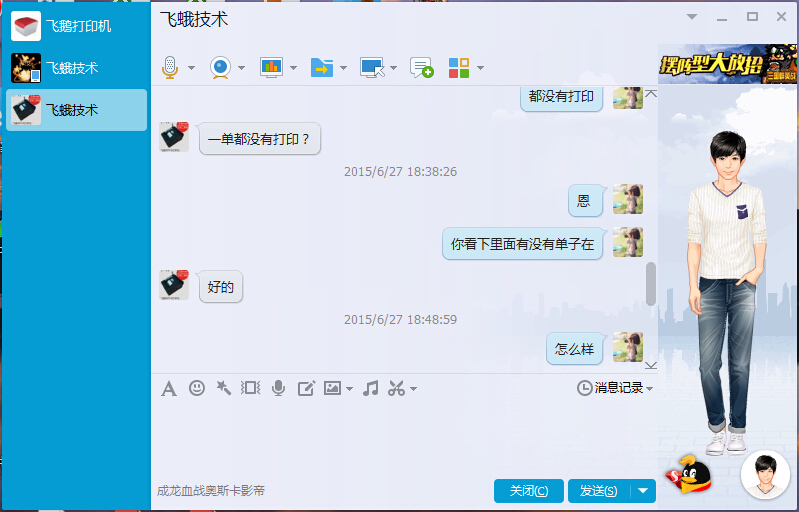 飞鹅打印机
飞蛾技术
飞蛾技术
飞蛾技术
摆阵型大放招
都没有打印
一单都没有打印？
2015/6/27 18:38:26
恩
你看下里面有没有单子在
好的
2015/6/27 18:48:59
怎么样
消息记录
成龙血战奥斯卡影帝
关闭(C)
发送(S)